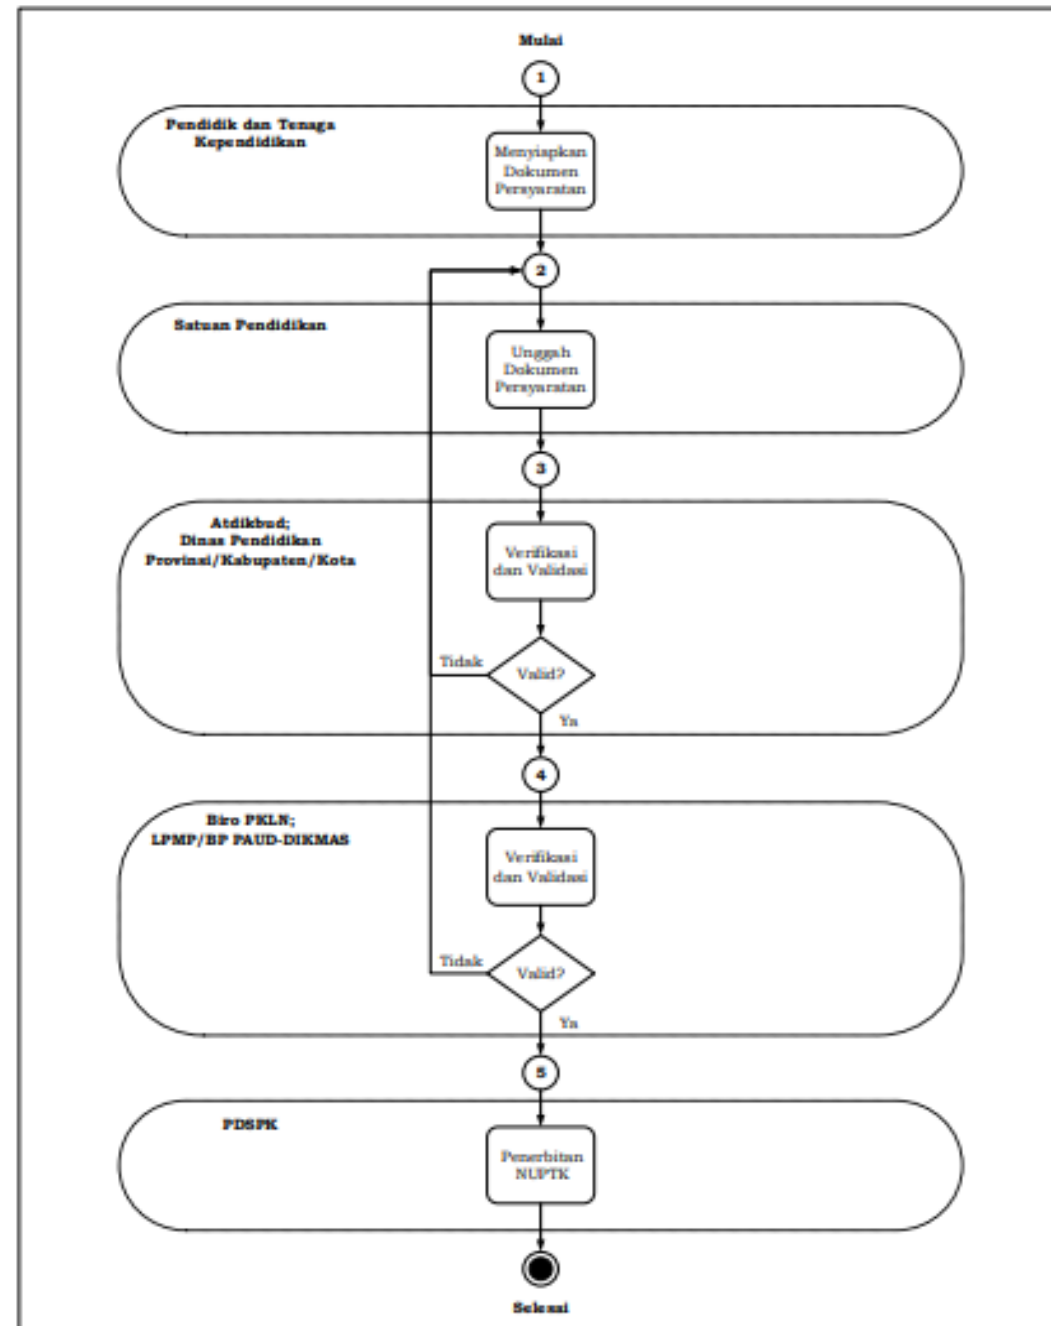 Mulai
1
Pendidik dan Tenaga
Kependidikan
Menyiapkan
Dokumen
Persyaratan
2
Satuan Pendidikan
Unggah
Dokumen
Persyaratan
3
Atdikbud;
Dinas Pendidikan
Provinsi/Kabupaten/Kota
Verifikasi
dan Validasi
Tidak
Valid?
Ya
4
Biro PKLN;
LPMP/BP PAUD-DIKMAS
Verifikasi
dan Validasi
Tidak
Valid?
Ya
5
PDSPK
Penerbitan
NUPTK
Selesai